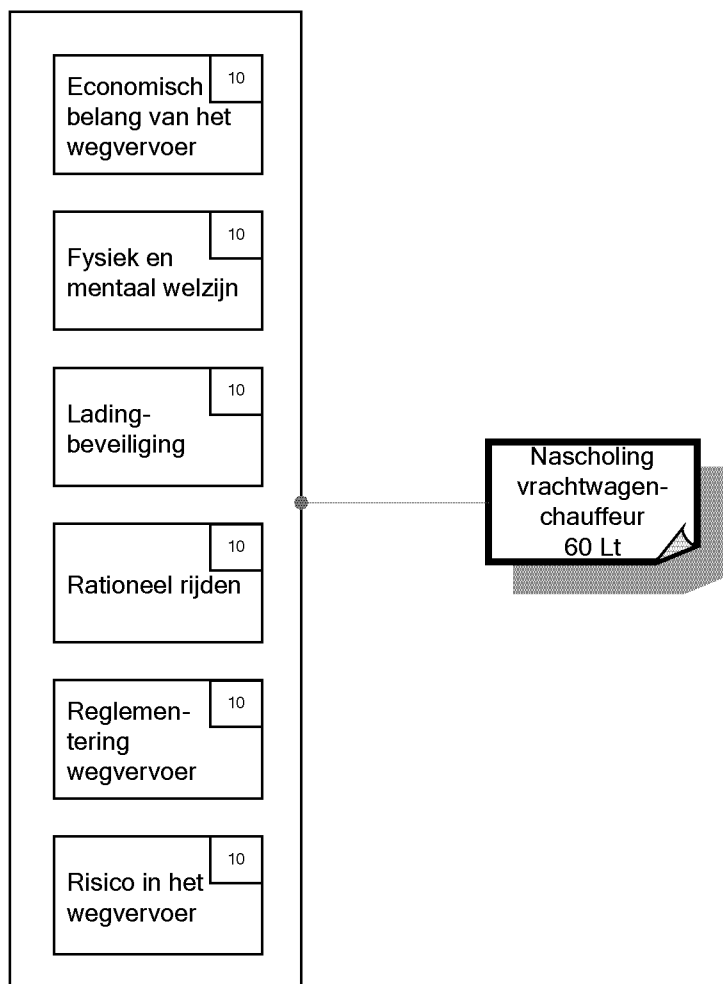 10
Economisch
belang van het
wegvervoer
10
Fysiek en
mentaal welzijn
10
Lading-
beveiliging
10
Rationeel rijden
10
Reglemen-
tering
wegvervoer
10
Risico in het
wegvervoer
Nascholing
vrachtwagen-
chauffeur
60 Lt